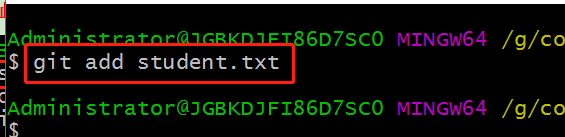 Administrator@JGBKDJFI86D7SC0 MINGW64 /g/co
$ git add student.txt
Administrator@JGBKDJFI86D7SC0 MINGW64 /g/co
$